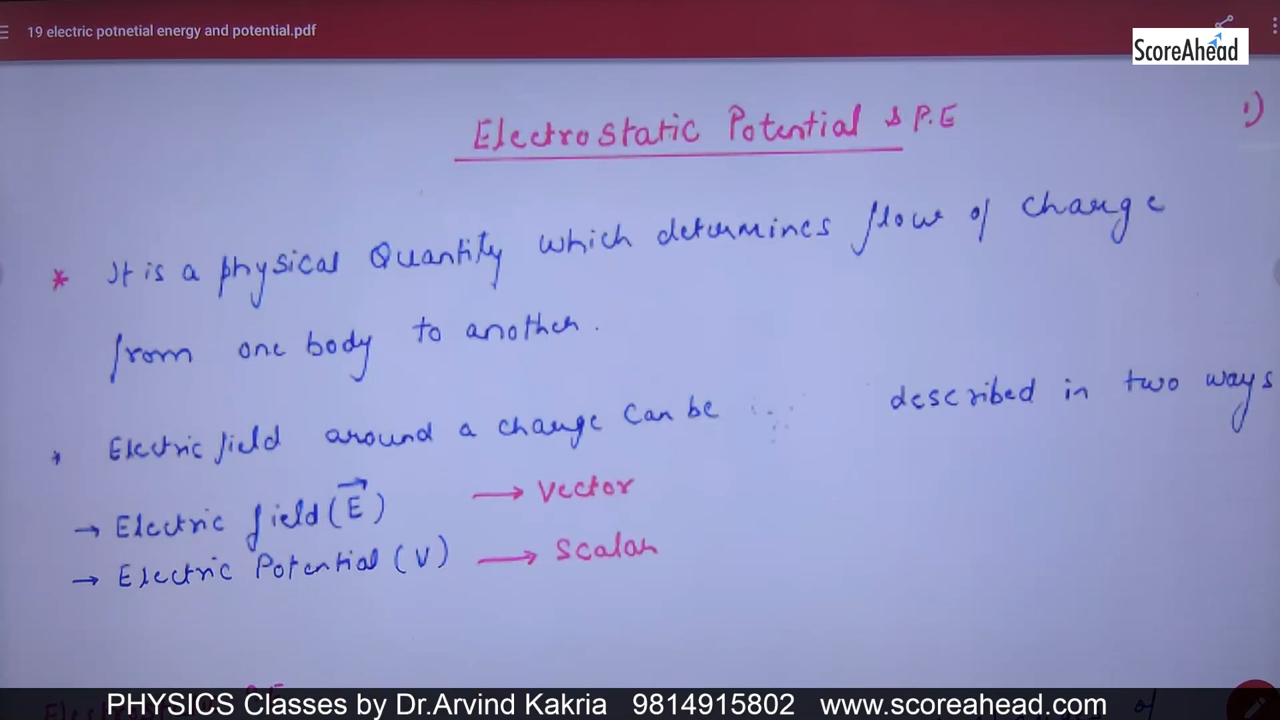 19 electric potnetial energy and potential.pdf
ScoreAhead
Electrostatic Potential & P.E
1)
* It is a physical Quantity which determines flow of charge
from one body to another.
* Electric field around a charge can be described in two ways
→ Electric field (E⃗) → Vector
→ Electric Potential (V) → Scalar
PHYSICS Classes by Dr.Arvind Kakria 9814915802 www.scoreahead.com